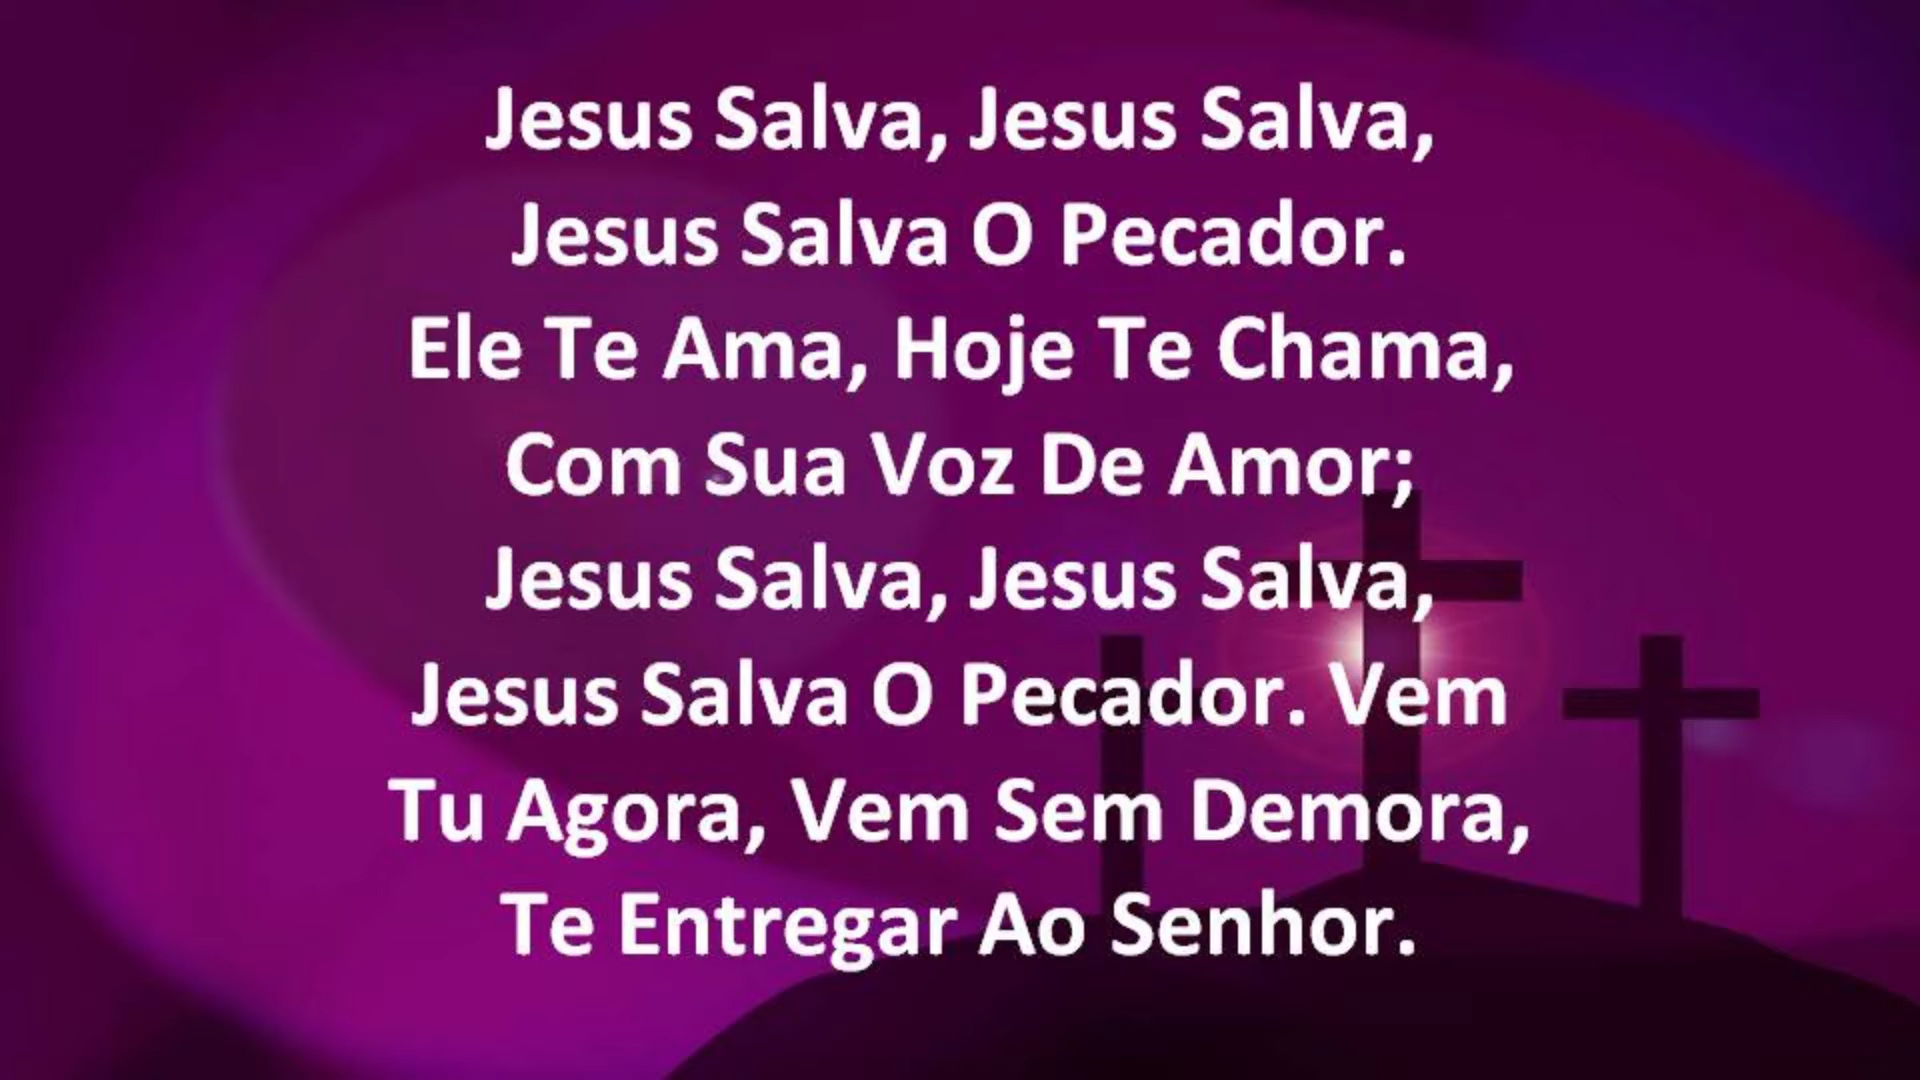 Jesus Salva, Jesus Salva,
Jesus Salva O Pecador.
Ele Te Ama, Hoje Te Chama,
Com Sua Voz De Amor;
Jesus Salva, Jesus Salva,
Jesus Salva O Pecador. Vem
Tu Agora, Vem Sem Demora,
Te Entregar Ao Senhor.